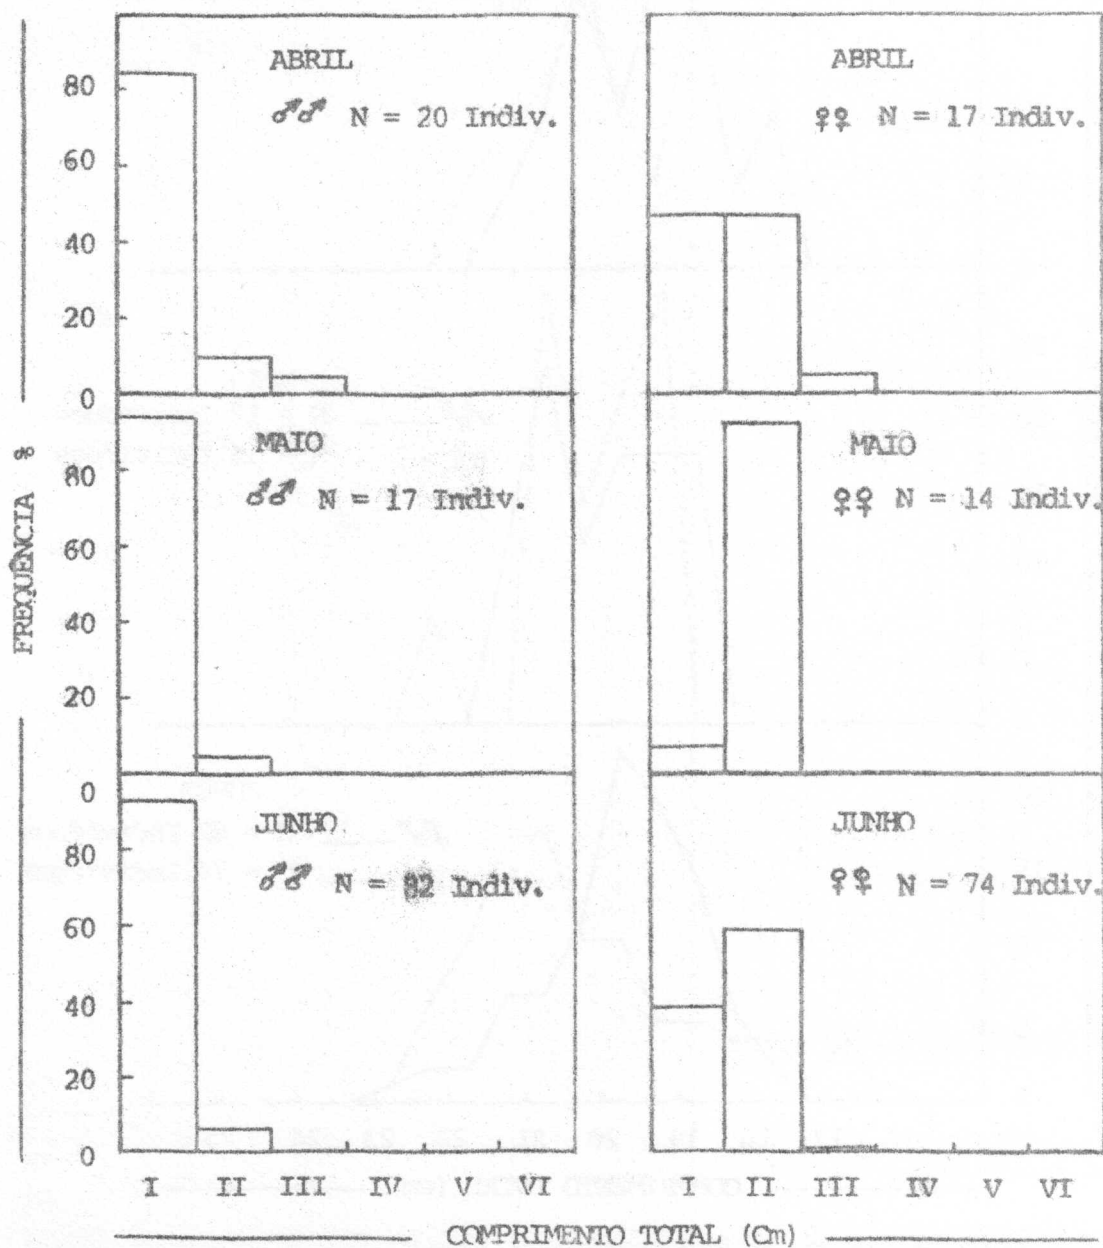 ABRIL
♂♂ N = 20 Indiv.
80
60
40
20
0
ABRIL
♀♀ N = 17 Indiv.
MAIO
♂♂ N = 17 Indiv.
80
60
40
20
0
MAIO
♀♀ N = 14 Indiv.
JUNHO
♂♂ N = 82 Indiv.
80
60
40
20
0
JUNHO
♀♀ N = 74 Indiv.
FREQUÊNCIA %
I II III IV V VI
I II III IV V VI
COMPRIMENTO TOTAL (Cm)